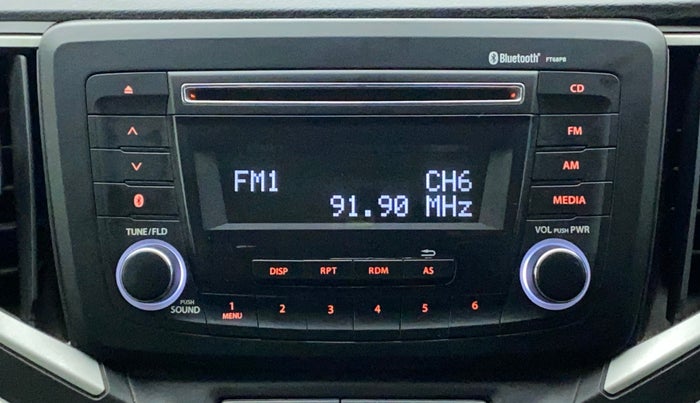 Bluetooth® FT68PB
CD
FM
AM
MEDIA
FM1 CH6
91.90 MHz
TUNE/FLD
VOL PUSH PWR
DISP RPT RDM AS
PUSH
SOUND
1 2 3 4 5 6
MENU